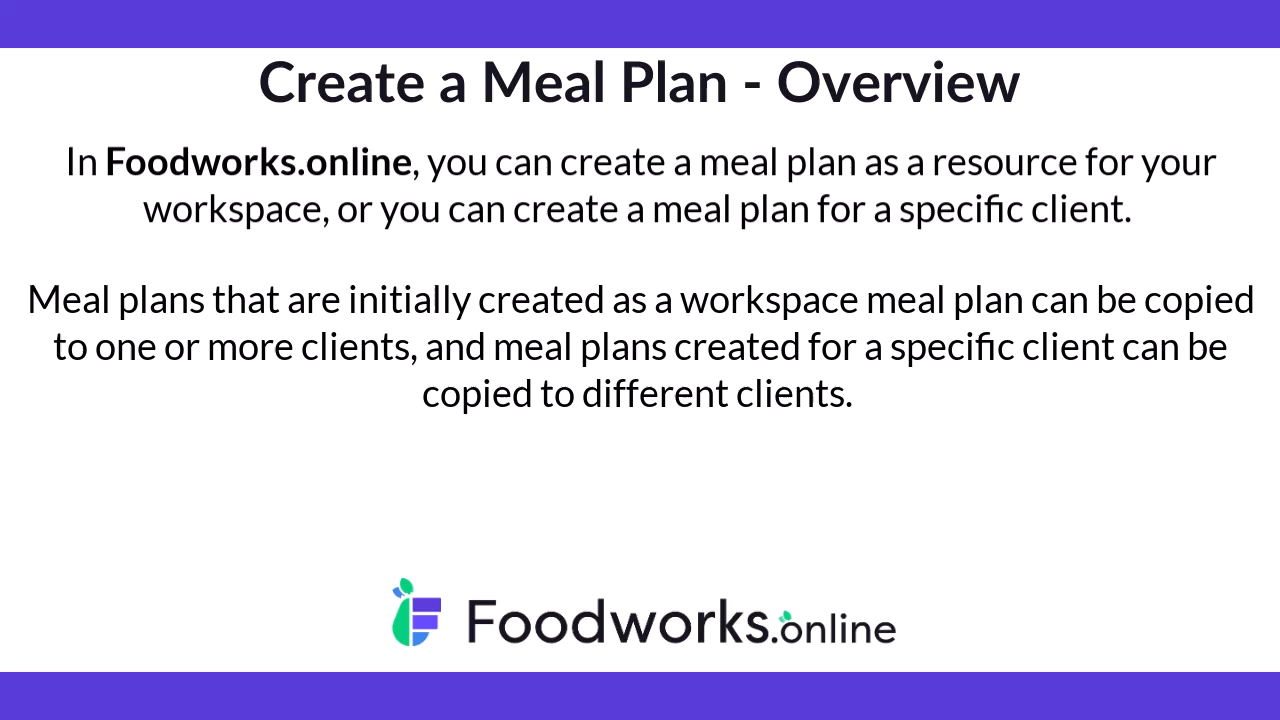 Create a Meal Plan - Overview
In Foodworks.online, you can create a meal plan as a resource for your
workspace, or you can create a meal plan for a specific client.
Meal plans that are initially created as a workspace meal plan can be copied
to one or more clients, and meal plans created for a specific client can be
copied to different clients.
Foodworks.online